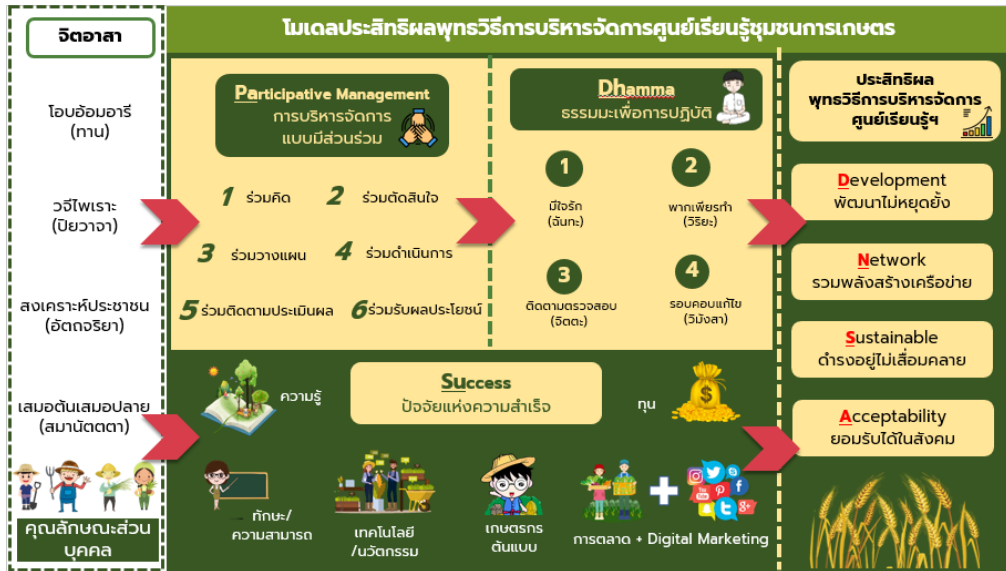 จิตอาสา
โมเดลประสิทธิผลพุทธวิธีการบริหารจัดการศูนย์เรียนรู้ชุมชนการเกษตร
โอบอ้อมอารี
(ทาน)
วจีไพเราะ
(ปิยวาจา)
สงเคราะห์ประชาชน
(อัตถจริยา)
เสมอต้นเสมอปลาย
(สมานัตตตา)
คุณลักษณะส่วน
บุคคล
Participative Management
การบริหารจัดการ
แบบมีส่วนร่วม
1 ร่วมคิด
2 ร่วมตัดสินใจ
3 ร่วมวางแผน
4 ร่วมดำเนินการ
5 ร่วมติดตามประเมินผล
6 ร่วมรับผลประโยชน์
Dhamma
ธรรมมะเพื่อการปฏิบัติ
1
มีใจรัก
(ฉันทะ)
2
พากเพียรทำ
(วิริยะ)
3
ติดตามตรวจสอบ
(จิตตะ)
4
รอบคอบแก้ไข
(วิมังสา)
Success
ปัจจัยแห่งความสำเร็จ
ความรู้
ทุน
ทักษะ/
ความสามารถ
เทคโนโลยี
/นวัตกรรม
เกษตรกร
ต้นแบบ
การตลาด + Digital Marketing
ประสิทธิผล
พุทธวิธีการบริหารจัดการ
ศูนย์เรียนรู้ฯ
Development
พัฒนาไม่หยุดยั้ง
Network
รวมพลังสร้างเครือข่าย
Sustainable
ดำรงอยู่ไม่เสื่อมคลาย
Acceptability
ยอมรับได้ในสังคม